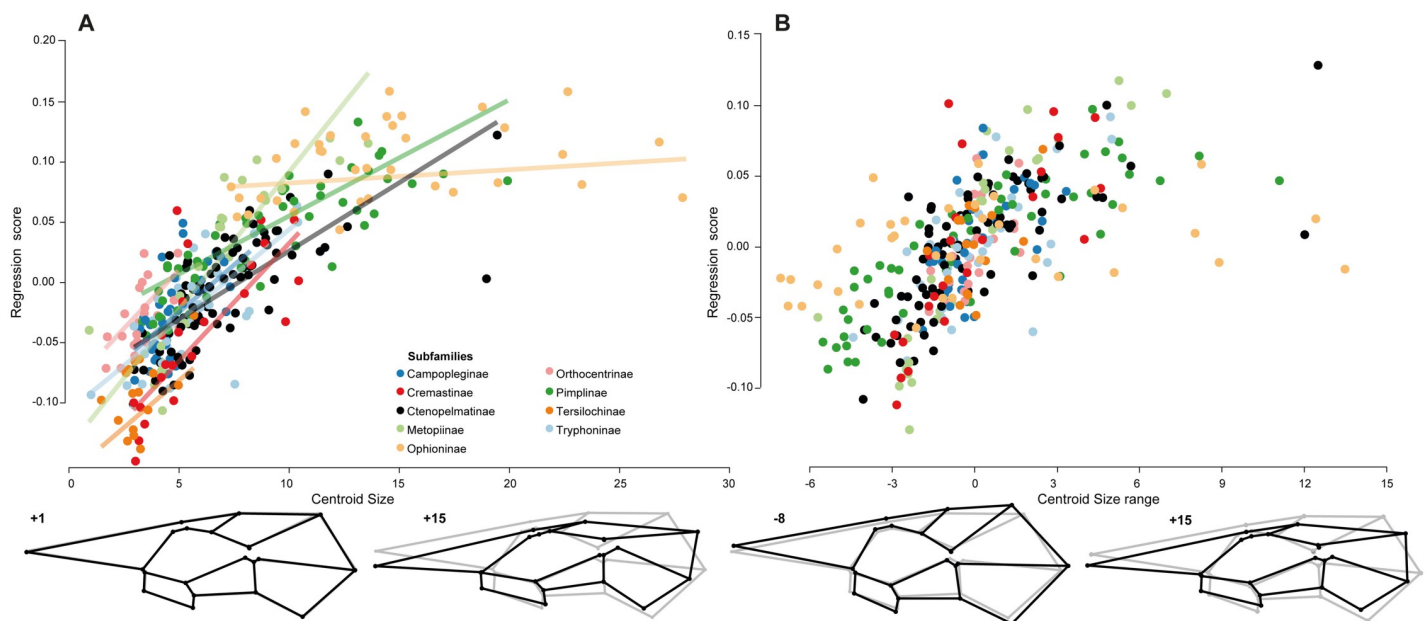 A
B
0.20
0.15
0.10
0.05
0.00
-0.05
-0.10
Regression score
Subfamilies
Campopleginae
Cremastinae
Ctenopelmatinae
Metopiinae
Ophioninae
Orthocentrinae
Pimplinae
Tersilochinae
Tryphoninae
0 5 10 15 20 25 30
Centroid Size
0.15
0.10
0.05
0.00
-0.05
-0.10
Regression score
-6 -3 0 3 6 9 12 15
Centroid Size range
+1
+15
-8
+15